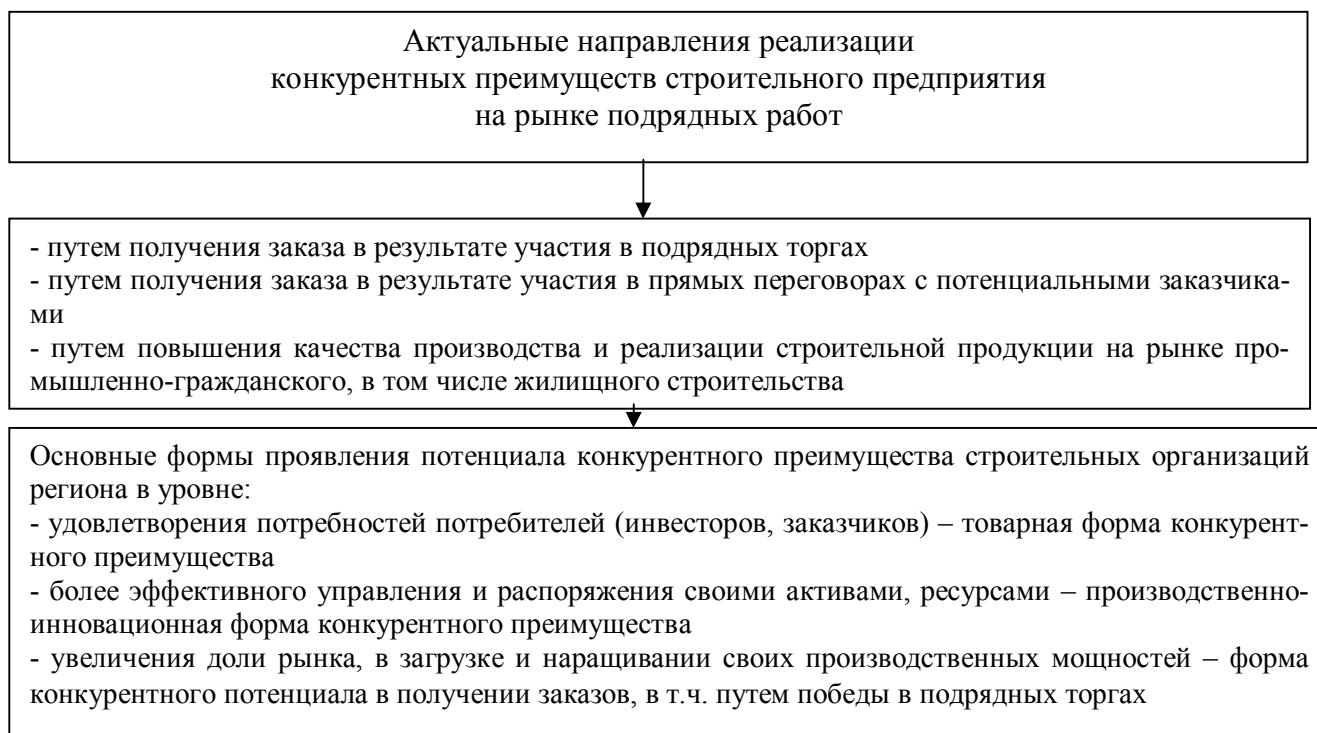 Актуальные направления реализации
конкурентных преимуществ строительного предприятия
на рынке подрядных работ
- путем получения заказа в результате участия в подрядных торгах
- путем получения заказа в результате участия в прямых переговорах с потенциальными заказчика-
ми
- путем повышения качества производства и реализации строительной продукции на рынке про-
мышленно-гражданского, в том числе жилищного строительства
Основные формы проявления потенциала конкурентного преимущества строительных организаций
региона в уровне:
- удовлетворения потребностей потребителей (инвесторов, заказчиков) – товарная форма конкурент-
ного преимущества
- более эффективного управления и распоряжения своими активами, ресурсами – производственно-
инновационная форма конкурентного преимущества
- увеличения доли рынка, в загрузке и наращивании своих производственных мощностей – форма
конкурентного потенциала в получении заказов, в т.ч. путем победы в подрядных торгах